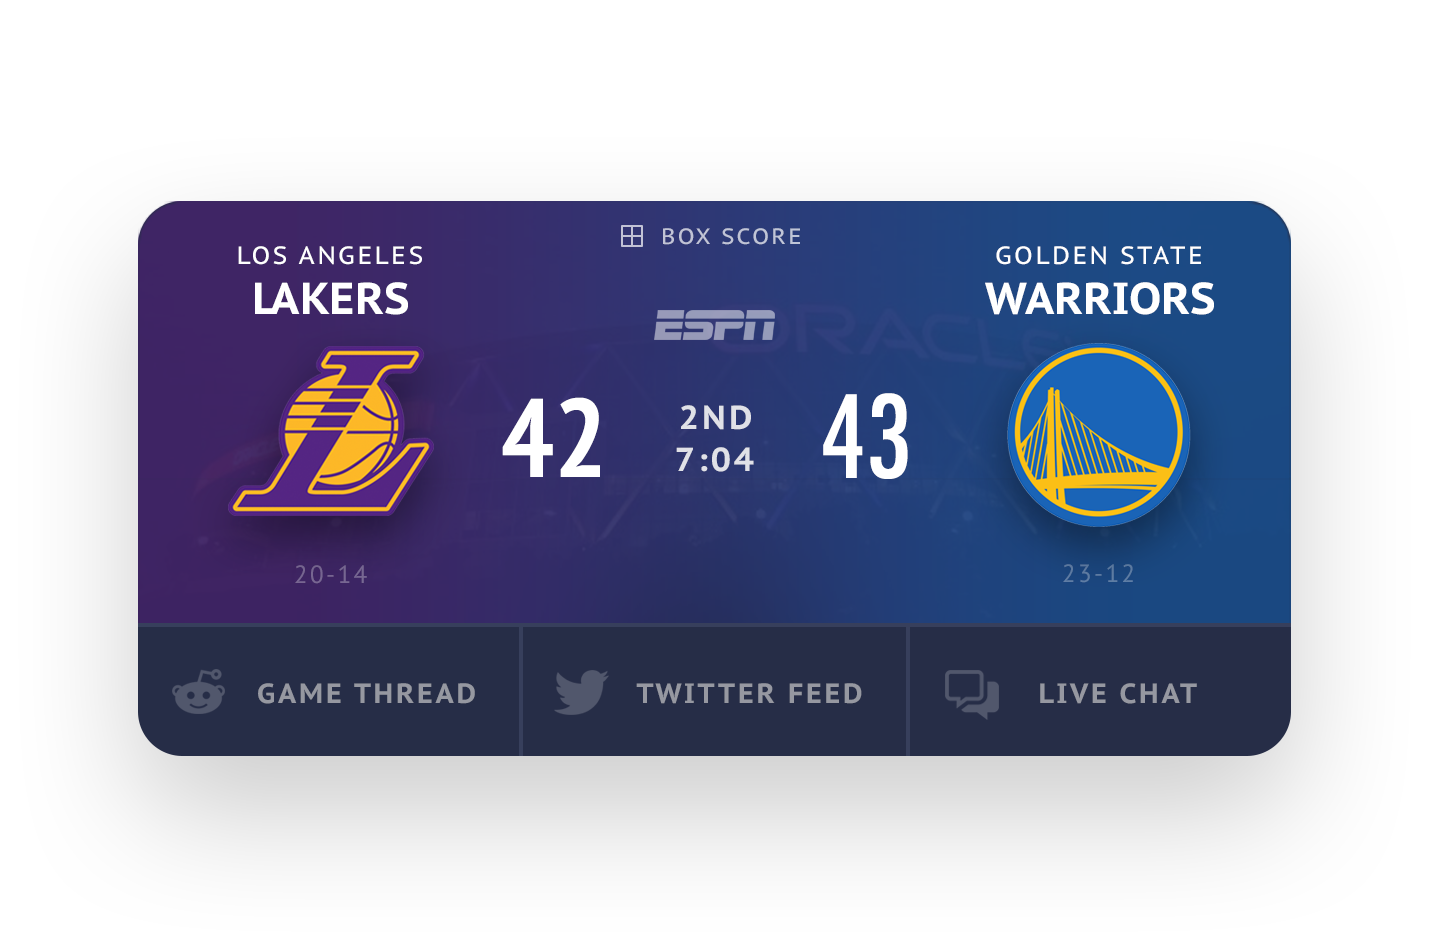 BOX SCORE
LOS ANGELES
LAKERS
GOLDEN STATE
WARRIORS
ESPN
ORACLE
42
2ND
7:04
43
20-14
23-12
GAME THREAD
TWITTER FEED
LIVE CHAT